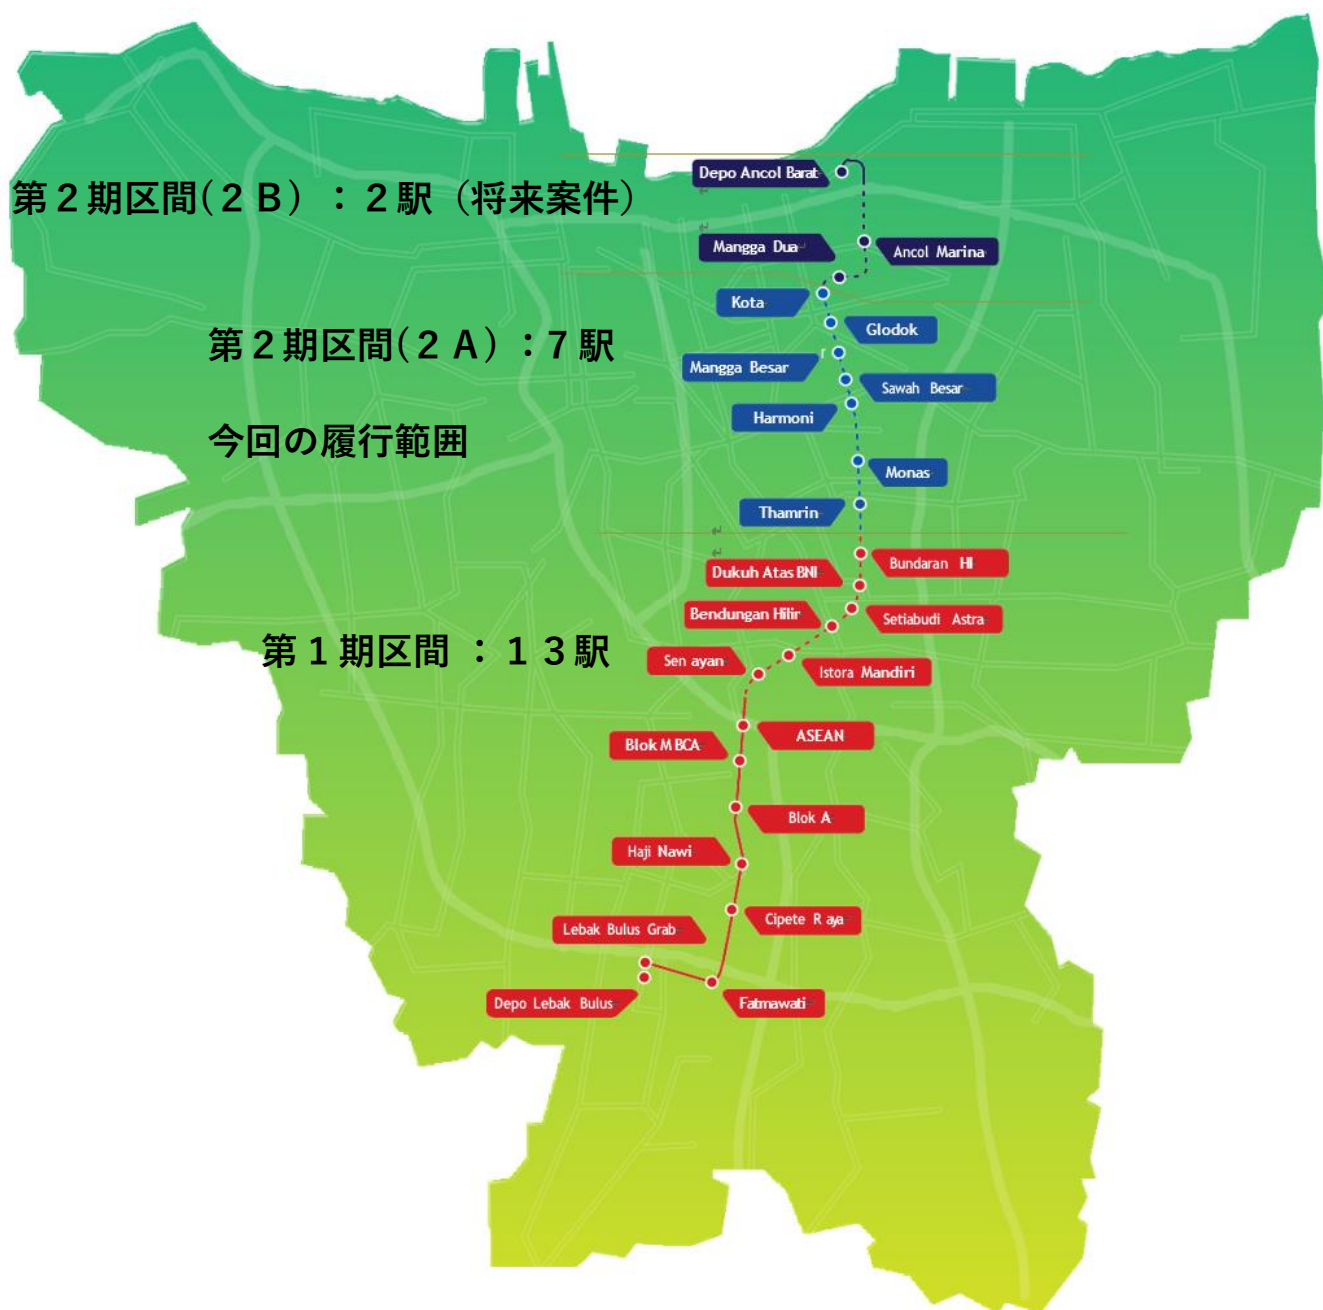 Depo Ancol Barat
第２期区間(２Ｂ)：２駅（将来案件）
Mangga Dua
Ancol Marina
Kota
Glodok
第２期区間(２Ａ)：７駅
Mangga Besar
Sawah Besar
Harmoni
今回の履行範囲
Monas
Thamrin
Bundaran HI
Dukuh Atas BNI
Bendungan Hilir
Setiabudi Astra
第１期区間：１３駅
Sen ayan
Istora Mandiri
ASEAN
Blok M BCA
Blok A
Haji Nawi
Cipete R aya
Lebak Bulus Grab
Depo Lebak Bulus
Fatmawati